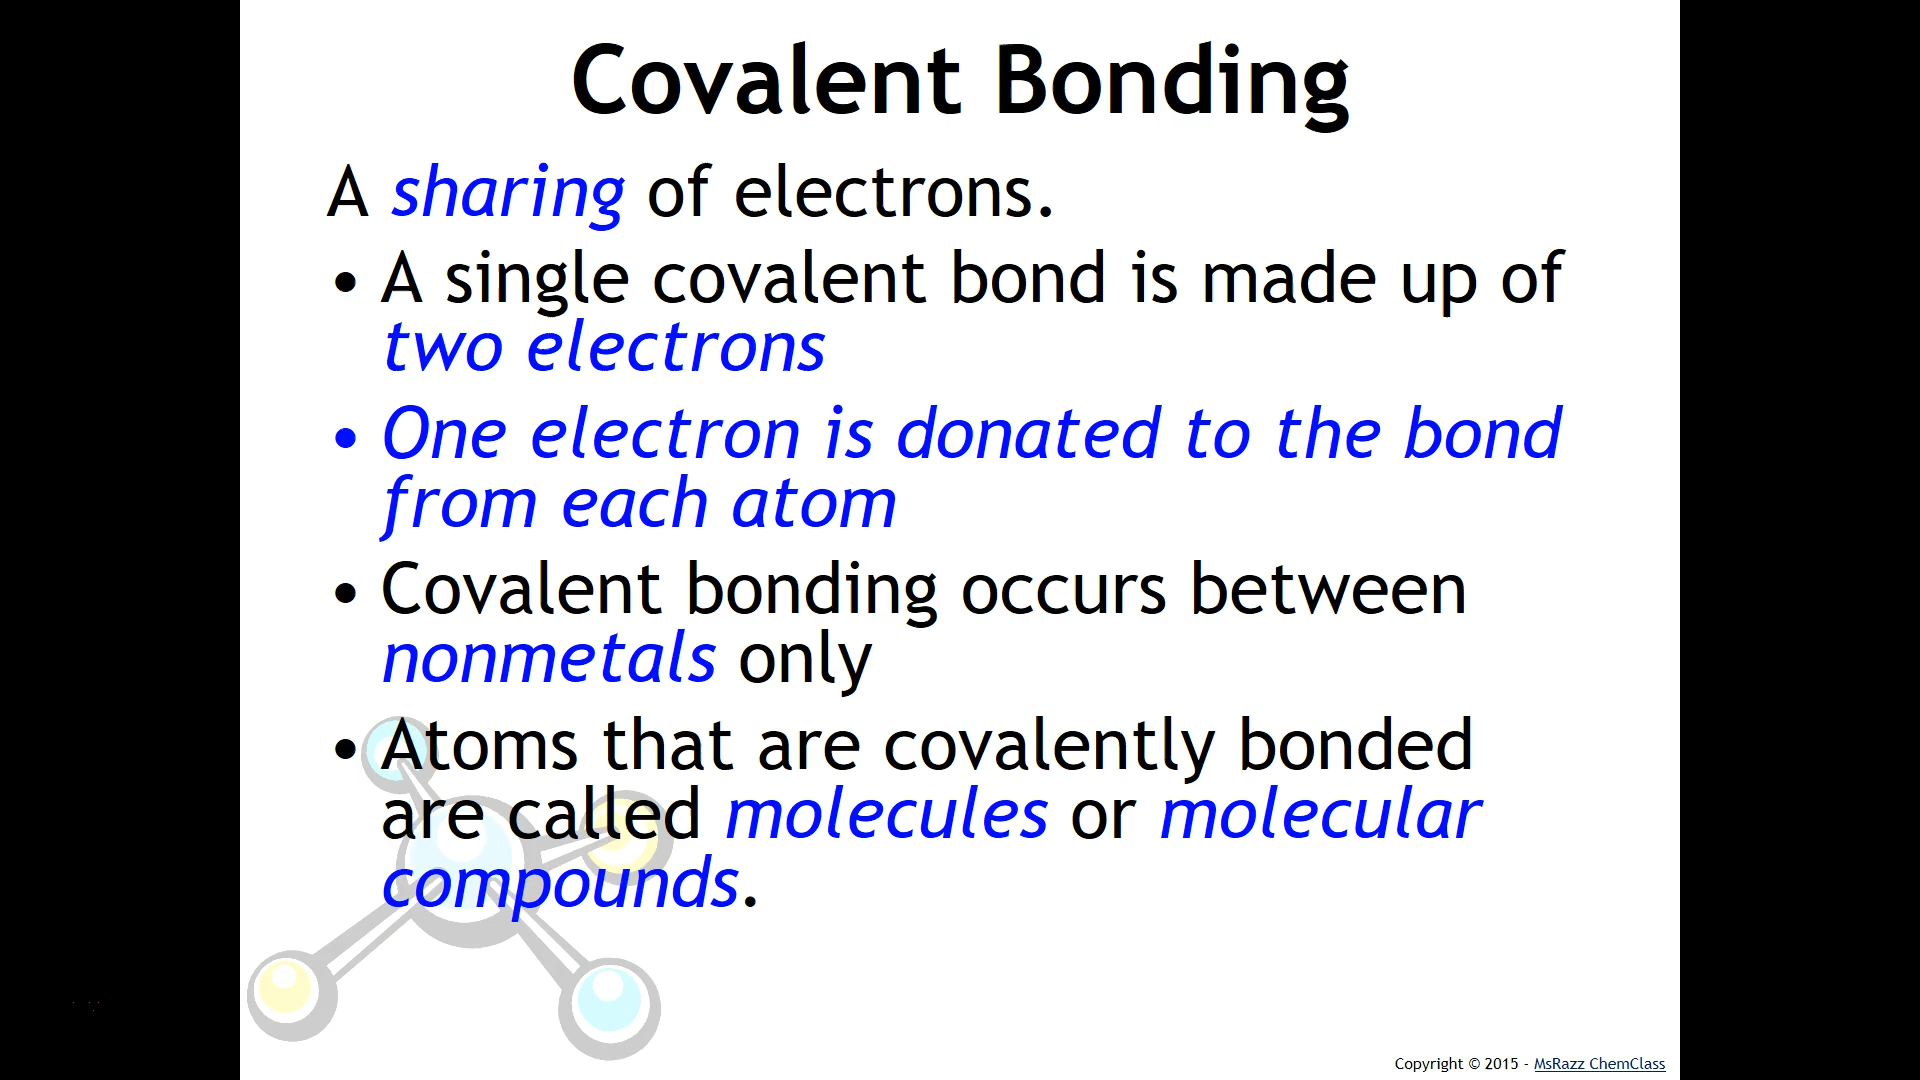 Covalent Bonding
A sharing of electrons.
• A single covalent bond is made up of
two electrons
• One electron is donated to the bond
from each atom
• Covalent bonding occurs between
nonmetals only
• Atoms that are covalently bonded
are called molecules or molecular
compounds.
Copyright © 2015 - MsRazz ChemClass